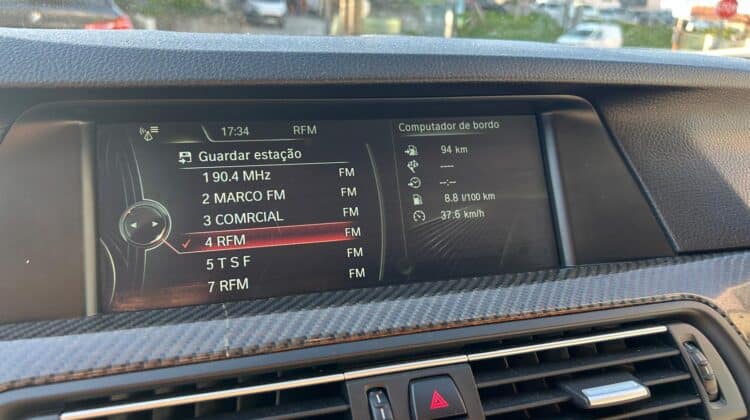 17:34 RFM
Guardar estação
1 90.4 MHz FM
2 MARCO FM FM
3 COMRCIAL FM
4 RFM FM
5 T S F FM
7 RFM FM
Computador de bordo
94 km
----
--:--
8.8 l/100 km
37.6 km/h